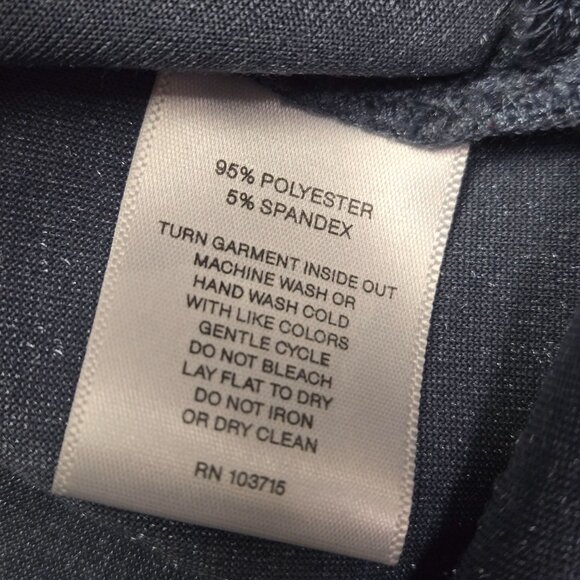 95% POLYESTER
5% SPANDEX
TURN GARMENT INSIDE OUT
MACHINE WASH OR
HAND WASH COLD
WITH LIKE COLORS
GENTLE CYCLE
DO NOT BLEACH
LAY FLAT TO DRY
DO NOT IRON
OR DRY CLEAN
RN 103715